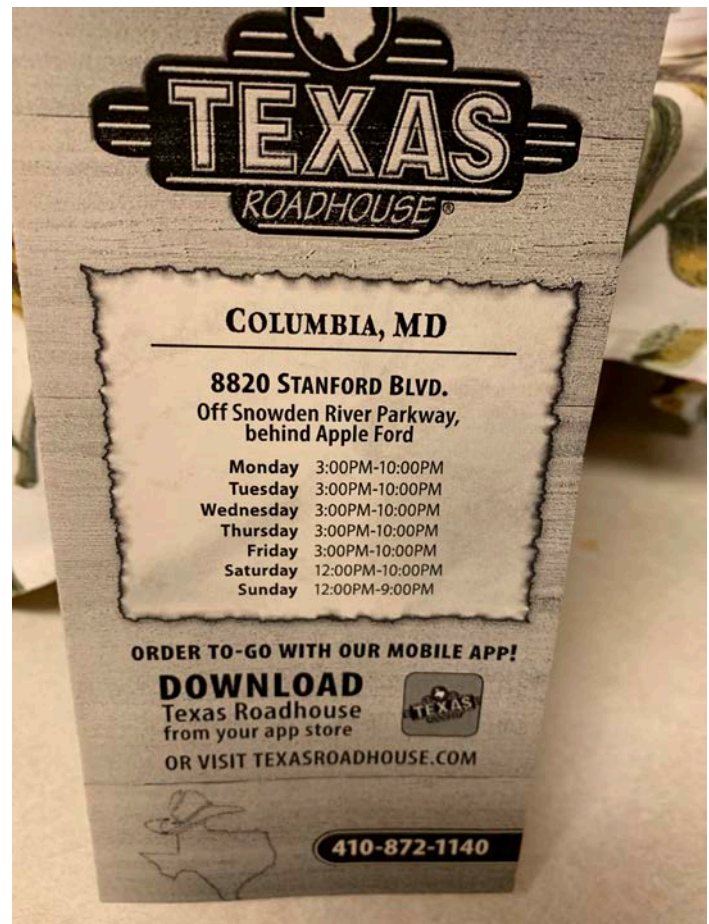 TEXAS
ROADHOUSE®
COLUMBIA, MD
8820 STANFORD BLVD.
Off Snowden River Parkway,
behind Apple Ford
Monday 3:00PM-10:00PM
Tuesday 3:00PM-10:00PM
Wednesday 3:00PM-10:00PM
Thursday 3:00PM-10:00PM
Friday 3:00PM-10:00PM
Saturday 12:00PM-10:00PM
Sunday 12:00PM-9:00PM
ORDER TO-GO WITH OUR MOBILE APP!
DOWNLOAD
Texas Roadhouse
from your app store
TEXAS
OR VISIT TEXASROADHOUSE.COM
410-872-1140